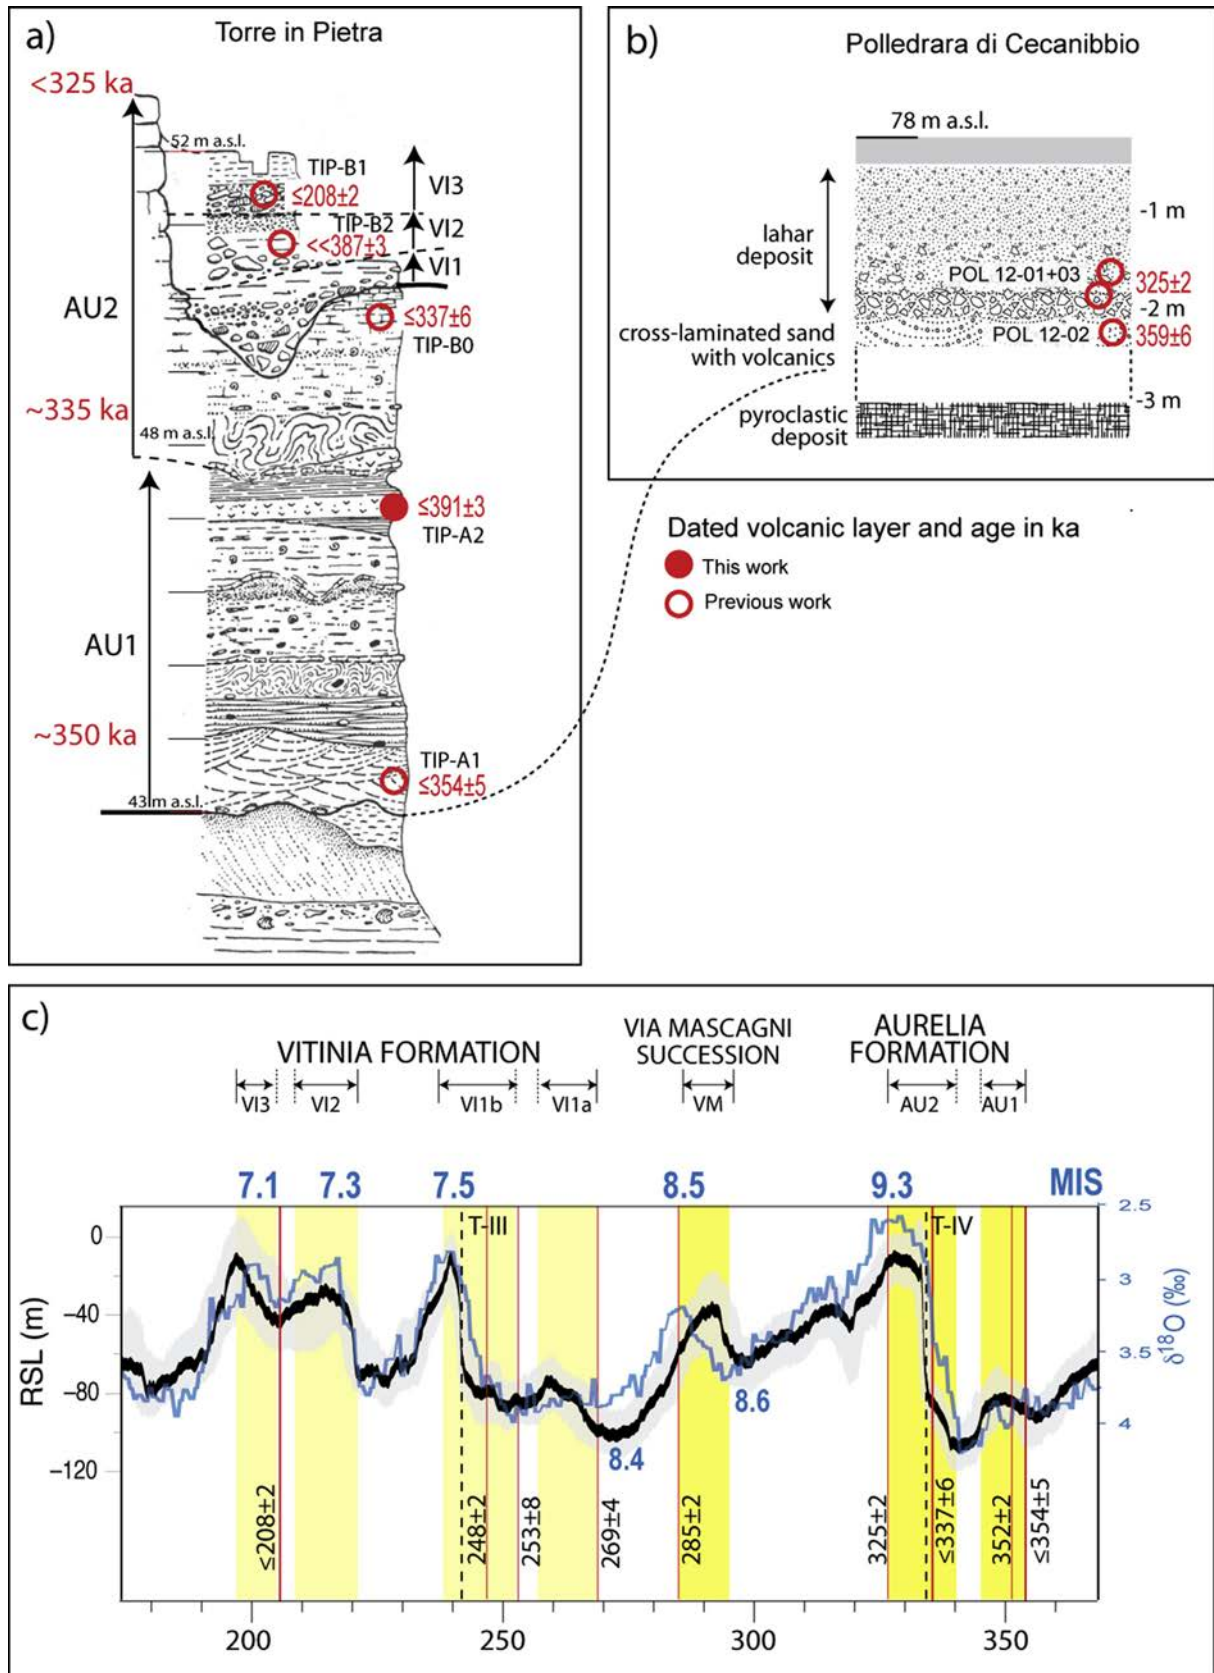 a)
Torre in Pietra
<325 ka
52 m a.s.l.
TIP-B1
≤208±2
VI3
TIP-B2
<<387±3
VI2
VI1
AU2
≤337±6
TIP-B0
~335 ka
48 m a.s.l.
≤391±3
TIP-A2
AU1
~350 ka
TIP-A1
≤354±5
43 m a.s.l.
b)
Polledrara di Cecanibbio
78 m a.s.l.
-1 m
lahar
deposit
POL 12-01+03
325±2
-2 m
cross-laminated sand
with volcanics
POL 12-02
359±6
-3 m
pyroclastic
deposit
Dated volcanic layer and age in ka
This work
Previous work
c)
VITINIA FORMATION
VIA MASCAGNI
SUCCESSION
AURELIA
FORMATION
VI3 VI2 VI1b VI1a VM AU2 AU1
7.1 7.3 7.5 8.5 9.3 MIS
T-III T-IV
8.6
8.4
RSL (m)
0
−40
−80
−120
2.5
3
3.5
4
δ18O (‰)
≤208±2
248±2
253±8
269±4
285±2
325±2
≤337±6
352±2
≤354±5
200 250 300 350